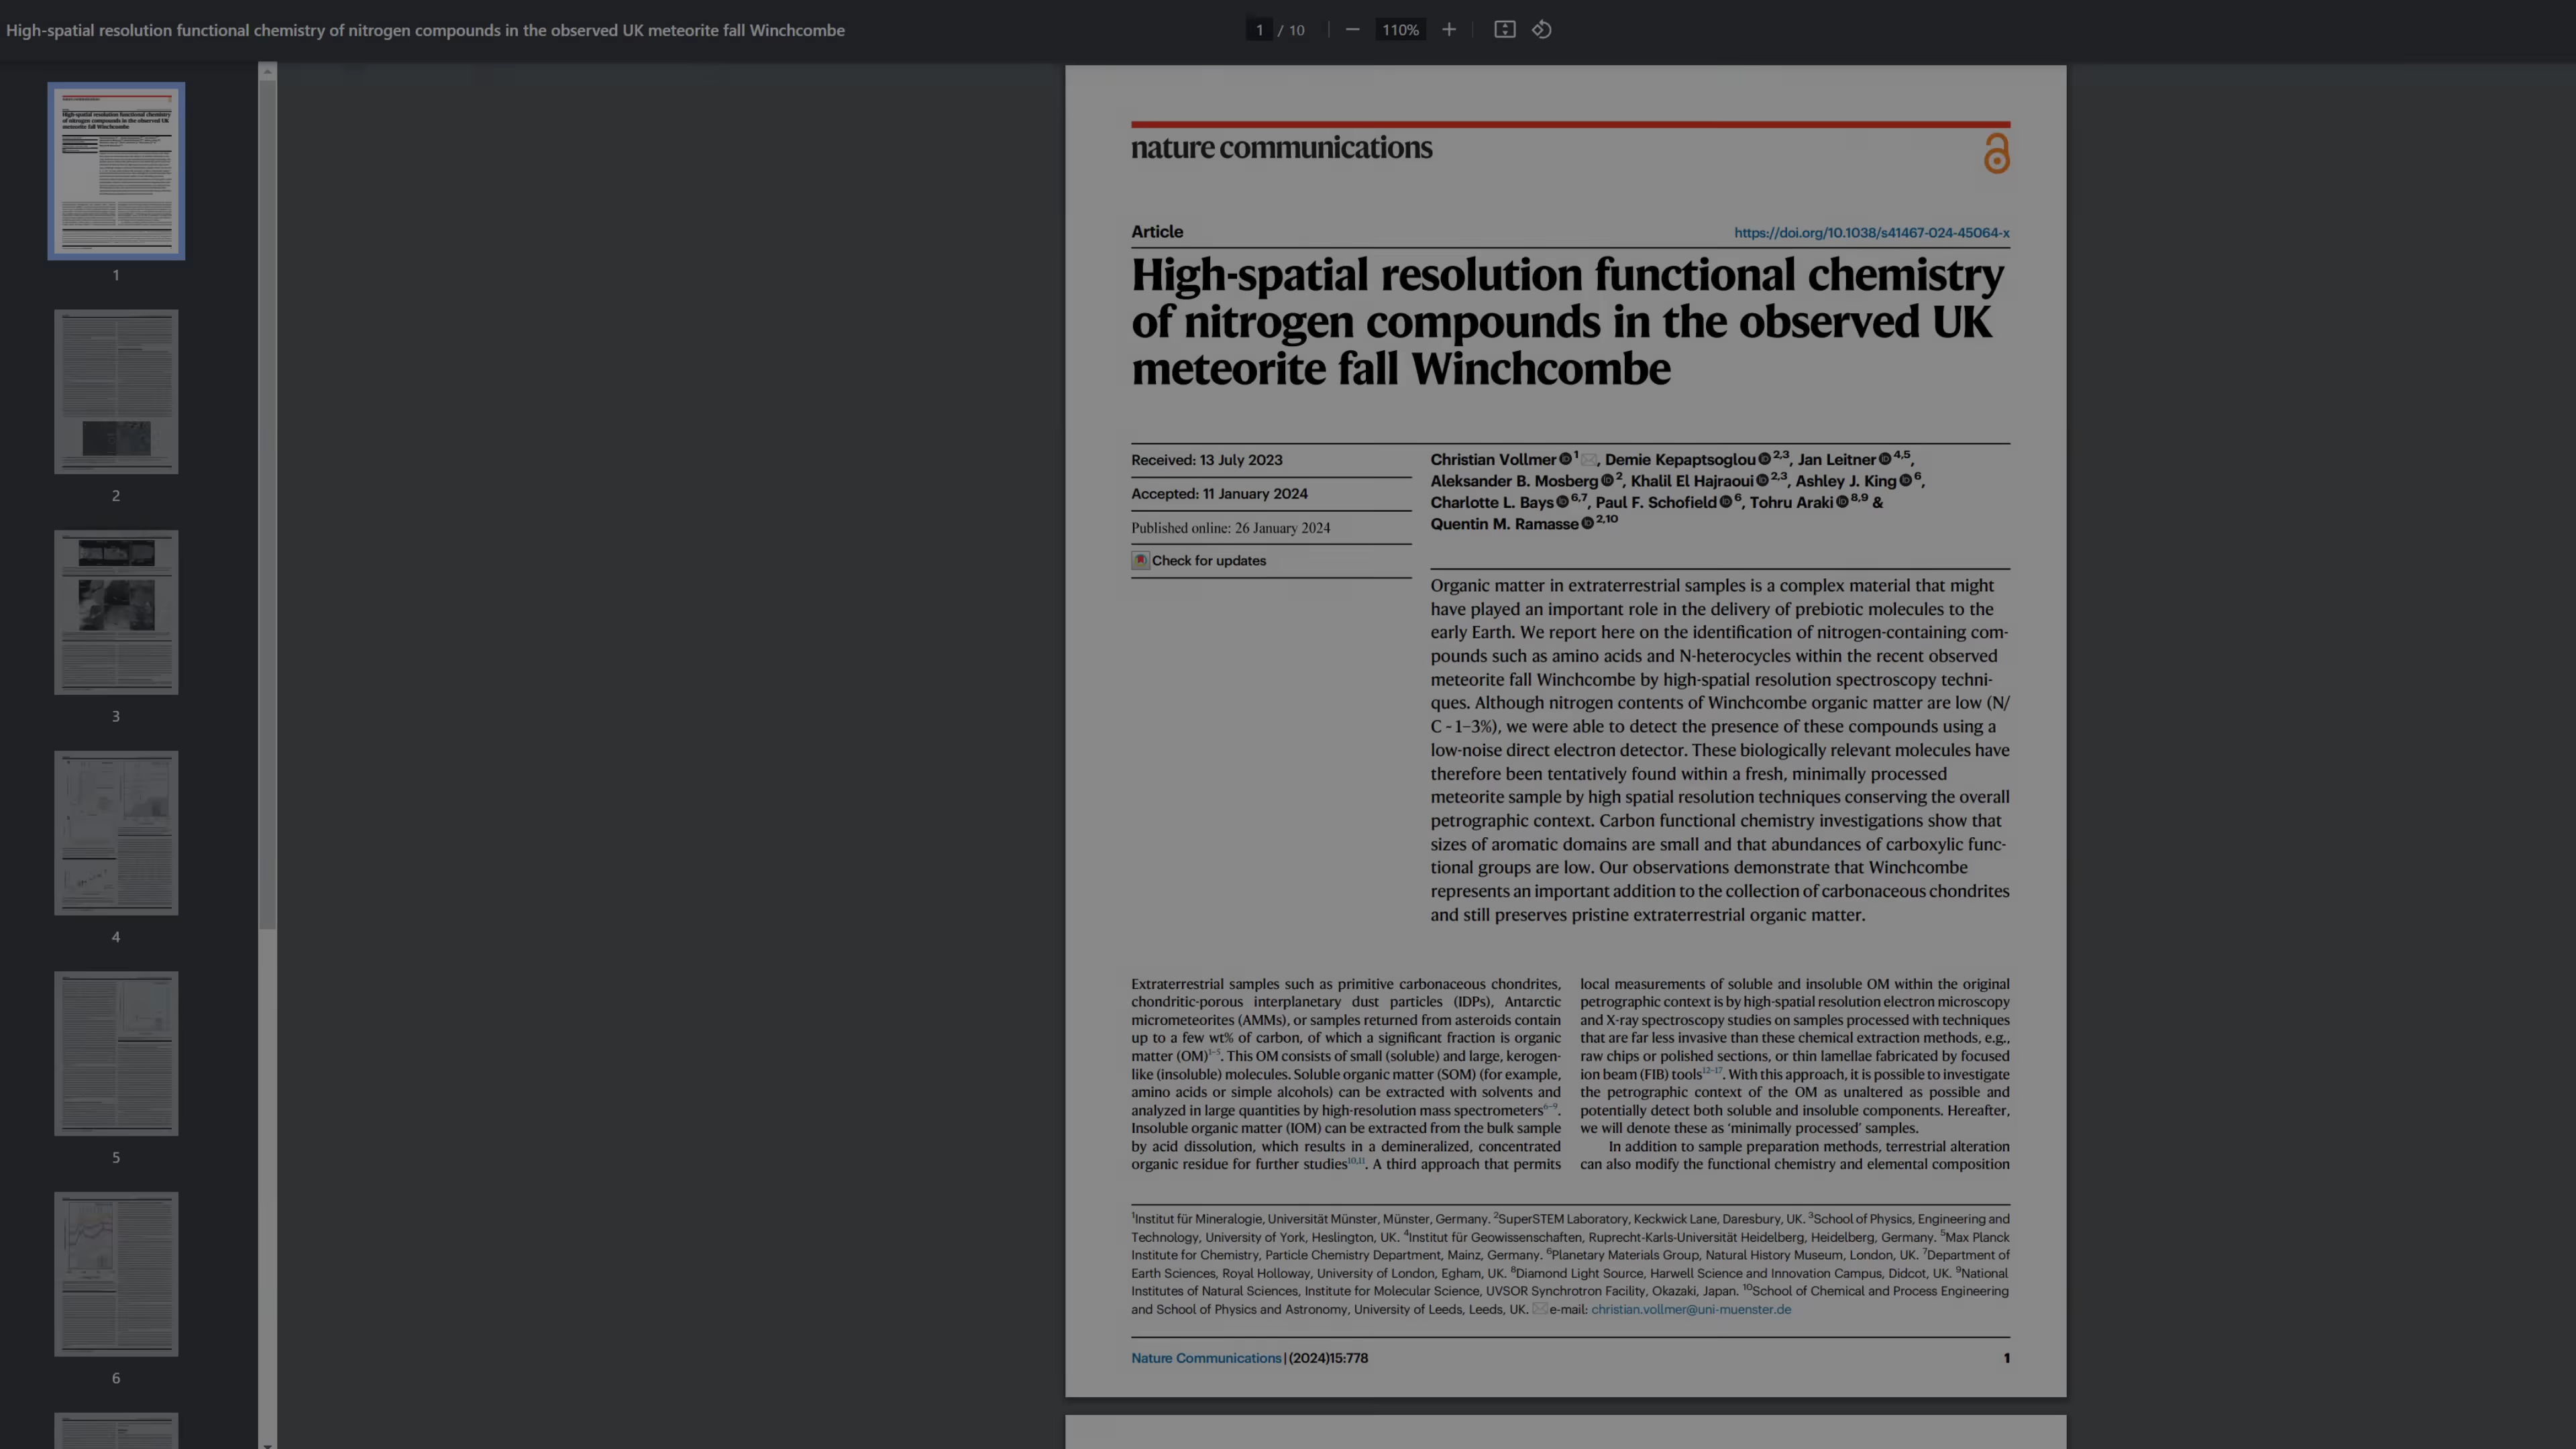 High-spatial resolution functional chemistry of nitrogen compounds in the observed UK meteorite fall Winchcombe
1 / 10
110%
1
2
3
4
5
6
nature communications
Article
https://doi.org/10.1038/s41467-024-45064-x
High-spatial resolution functional chemistry
of nitrogen compounds in the observed UK
meteorite fall Winchcombe
Received: 13 July 2023
Accepted: 11 January 2024
Published online: 26 January 2024
Check for updates
Christian Vollmer 1, Demie Kepaptsoglou 2,3, Jan Leitner 4,5,
Aleksander B. Mosberg 2, Khalil El Hajraoui 2,3, Ashley J. King 6,
Charlotte L. Bays 6,7, Paul F. Schofield 6, Tohru Araki 8,9 &
Quentin M. Ramasse 2,10
Organic matter in extraterrestrial samples is a complex material that might
have played an important role in the delivery of prebiotic molecules to the
early Earth. We report here on the identification of nitrogen-containing com-
pounds such as amino acids and N-heterocycles within the recent observed
meteorite fall Winchcombe by high-spatial resolution spectroscopy techni-
ques. Although nitrogen contents of Winchcombe organic matter are low (N/
C ~ 1–3%), we were able to detect the presence of these compounds using a
low-noise direct electron detector. These biologically relevant molecules have
therefore been tentatively found within a fresh, minimally processed
meteorite sample by high spatial resolution techniques conserving the overall
petrographic context. Carbon functional chemistry investigations show that
sizes of aromatic domains are small and that abundances of carboxylic func-
tional groups are low. Our observations demonstrate that Winchcombe
represents an important addition to the collection of carbonaceous chondrites
and still preserves pristine extraterrestrial organic matter.
Extraterrestrial samples such as primitive carbonaceous chondrites,
chondritic-porous interplanetary dust particles (IDPs), Antarctic
micrometeorites (AMMs), or samples returned from asteroids contain
up to a few wt% of carbon, of which a significant fraction is organic
matter (OM)1–5. This OM consists of small (soluble) and large, kerogen-
like (insoluble) molecules. Soluble organic matter (SOM) (for example,
amino acids or simple alcohols) can be extracted with solvents and
analyzed in large quantities by high-resolution mass spectrometers6–9.
Insoluble organic matter (IOM) can be extracted from the bulk sample
by acid dissolution, which results in a demineralized, concentrated
organic residue for further studies10,11. A third approach that permits
local measurements of soluble and insoluble OM within the original
petrographic context is by high-spatial resolution electron microscopy
and X-ray spectroscopy studies on samples processed with techniques
that are far less invasive than these chemical extraction methods, e.g.,
raw chips or polished sections, or thin lamellae fabricated by focused
ion beam (FIB) tools12–17. With this approach, it is possible to investigate
the petrographic context of the OM as unaltered as possible and
potentially detect both soluble and insoluble components. Hereafter,
we will denote these as ‘minimally processed’ samples.
In addition to sample preparation methods, terrestrial alteration
can also modify the functional chemistry and elemental composition
1Institut für Mineralogie, Universität Münster, Münster, Germany. 2SuperSTEM Laboratory, Keckwick Lane, Daresbury, UK. 3School of Physics, Engineering and
Technology, University of York, Heslington, UK. 4Institut für Geowissenschaften, Ruprecht-Karls-Universität Heidelberg, Heidelberg, Germany. 5Max Planck
Institute for Chemistry, Particle Chemistry Department, Mainz, Germany. 6Planetary Materials Group, Natural History Museum, London, UK. 7Department of
Earth Sciences, Royal Holloway, University of London, Egham, UK. 8Diamond Light Source, Harwell Science and Innovation Campus, Didcot, UK. 9National
Institutes of Natural Sciences, Institute for Molecular Science, UVSOR Synchrotron Facility, Okazaki, Japan. 10School of Chemical and Process Engineering
and School of Physics and Astronomy, University of Leeds, Leeds, UK. e-mail: christian.vollmer@uni-muenster.de
Nature Communications | (2024)15:778
1